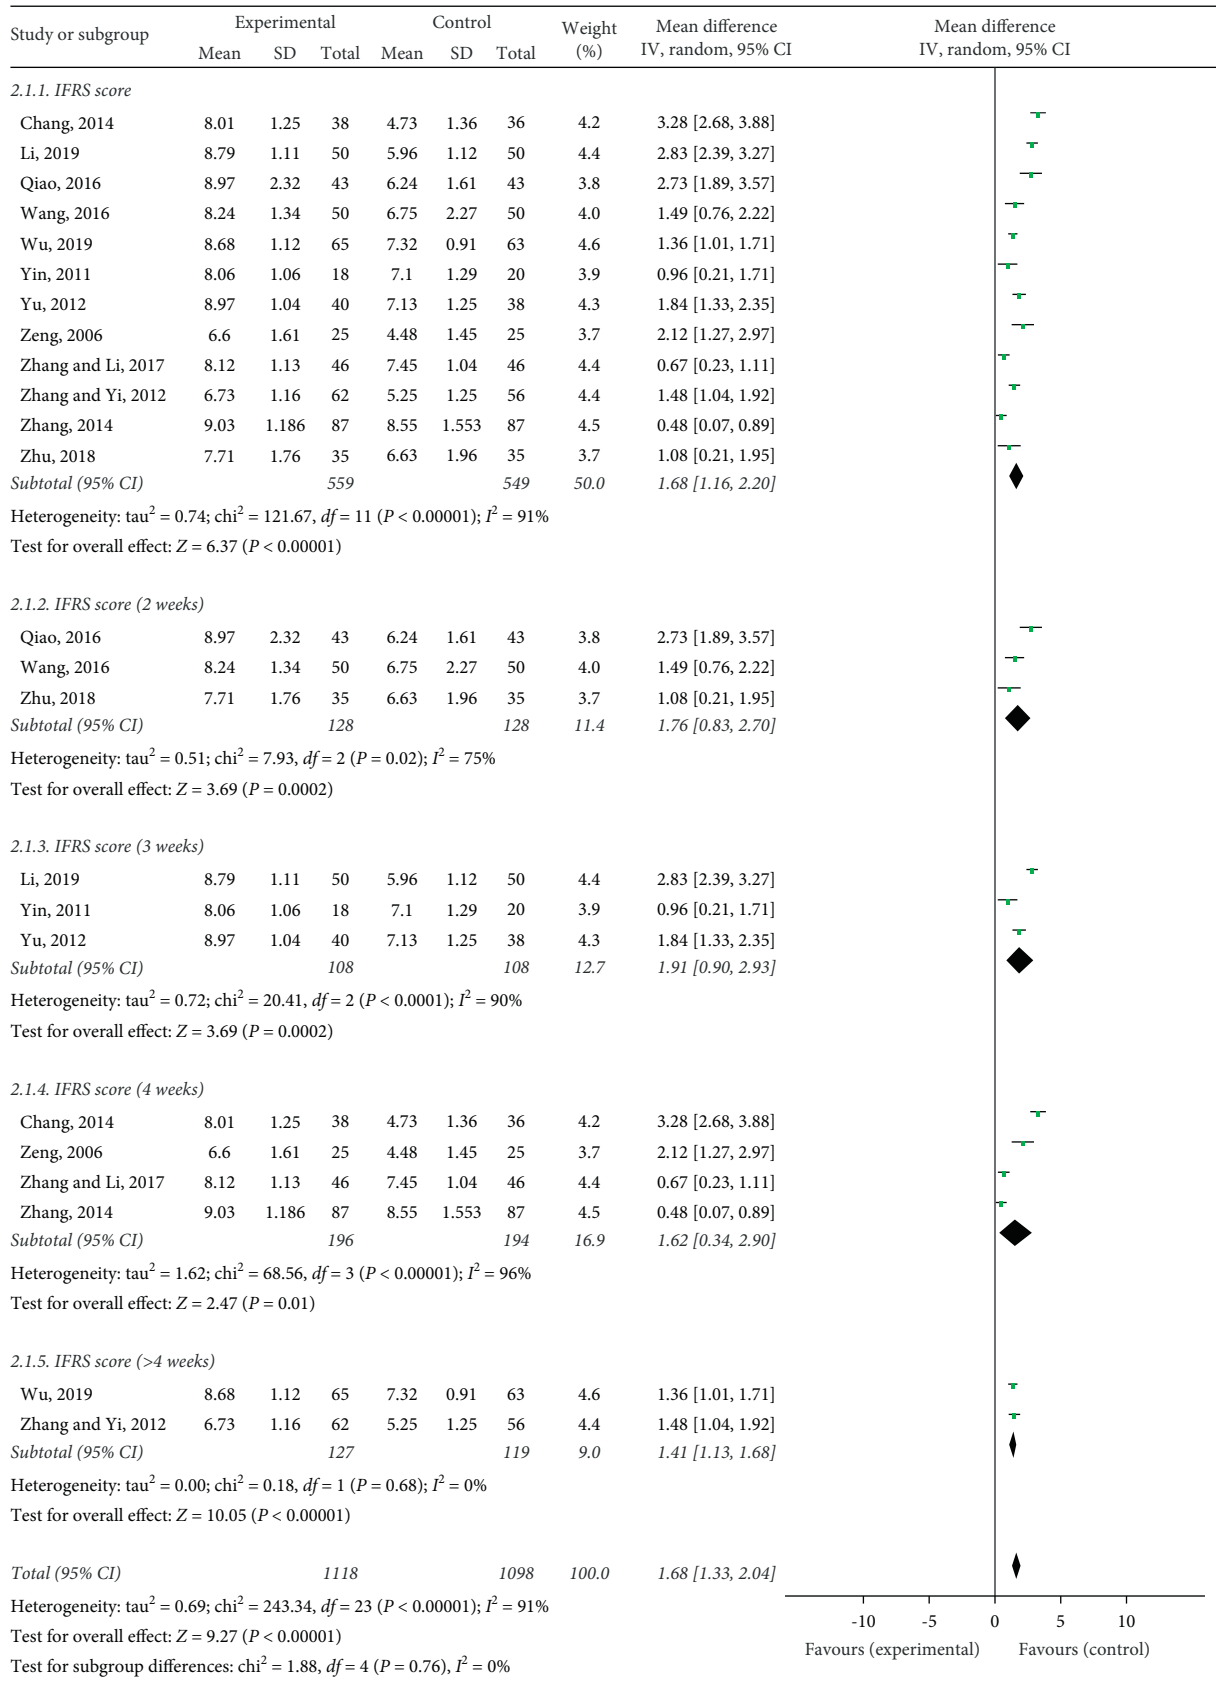 Study or subgroup Experimental Control Weight (%) Mean difference IV, random, 95% CI Mean difference IV, random, 95% CI
Mean SD Total Mean SD Total
2.1.1. IFRS score
Chang, 2014 8.01 1.25 38 4.73 1.36 36 4.2 3.28 [2.68, 3.88]
Li, 2019 8.79 1.11 50 5.96 1.12 50 4.4 2.83 [2.39, 3.27]
Qiao, 2016 8.97 2.32 43 6.24 1.61 43 3.8 2.73 [1.89, 3.57]
Wang, 2016 8.24 1.34 50 6.75 2.27 50 4.0 1.49 [0.76, 2.22]
Wu, 2019 8.68 1.12 65 7.32 0.91 63 4.6 1.36 [1.01, 1.71]
Yin, 2011 8.06 1.06 18 7.1 1.29 20 3.9 0.96 [0.21, 1.71]
Yu, 2012 8.97 1.04 40 7.13 1.25 38 4.3 1.84 [1.33, 2.35]
Zeng, 2006 6.6 1.61 25 4.48 1.45 25 3.7 2.12 [1.27, 2.97]
Zhang and Li, 2017 8.12 1.13 46 7.45 1.04 46 4.4 0.67 [0.23, 1.11]
Zhang and Yi, 2012 6.73 1.16 62 5.25 1.25 56 4.4 1.48 [1.04, 1.92]
Zhang, 2014 9.03 1.186 87 8.55 1.553 87 4.5 0.48 [0.07, 0.89]
Zhu, 2018 7.71 1.76 35 6.63 1.96 35 3.7 1.08 [0.21, 1.95]
Subtotal (95% CI) 559 549 50.0 1.68 [1.16, 2.20]
Heterogeneity: tau² = 0.74; chi² = 121.67, df = 11 (P < 0.00001); I² = 91%
Test for overall effect: Z = 6.37 (P < 0.00001)
2.1.2. IFRS score (2 weeks)
Qiao, 2016 8.97 2.32 43 6.24 1.61 43 3.8 2.73 [1.89, 3.57]
Wang, 2016 8.24 1.34 50 6.75 2.27 50 4.0 1.49 [0.76, 2.22]
Zhu, 2018 7.71 1.76 35 6.63 1.96 35 3.7 1.08 [0.21, 1.95]
Subtotal (95% CI) 128 128 11.4 1.76 [0.83, 2.70]
Heterogeneity: tau² = 0.51; chi² = 7.93, df = 2 (P = 0.02); I² = 75%
Test for overall effect: Z = 3.69 (P = 0.0002)
2.1.3. IFRS score (3 weeks)
Li, 2019 8.79 1.11 50 5.96 1.12 50 4.4 2.83 [2.39, 3.27]
Yin, 2011 8.06 1.06 18 7.1 1.29 20 3.9 0.96 [0.21, 1.71]
Yu, 2012 8.97 1.04 40 7.13 1.25 38 4.3 1.84 [1.33, 2.35]
Subtotal (95% CI) 108 108 12.7 1.91 [0.90, 2.93]
Heterogeneity: tau² = 0.72; chi² = 20.41, df = 2 (P < 0.0001); I² = 90%
Test for overall effect: Z = 3.69 (P = 0.0002)
2.1.4. IFRS score (4 weeks)
Chang, 2014 8.01 1.25 38 4.73 1.36 36 4.2 3.28 [2.68, 3.88]
Zeng, 2006 6.6 1.61 25 4.48 1.45 25 3.7 2.12 [1.27, 2.97]
Zhang and Li, 2017 8.12 1.13 46 7.45 1.04 46 4.4 0.67 [0.23, 1.11]
Zhang, 2014 9.03 1.186 87 8.55 1.553 87 4.5 0.48 [0.07, 0.89]
Subtotal (95% CI) 196 194 16.9 1.62 [0.34, 2.90]
Heterogeneity: tau² = 1.62; chi² = 68.56, df = 3 (P < 0.00001); I² = 96%
Test for overall effect: Z = 2.47 (P = 0.01)
2.1.5. IFRS score (>4 weeks)
Wu, 2019 8.68 1.12 65 7.32 0.91 63 4.6 1.36 [1.01, 1.71]
Zhang and Yi, 2012 6.73 1.16 62 5.25 1.25 56 4.4 1.48 [1.04, 1.92]
Subtotal (95% CI) 127 119 9.0 1.41 [1.13, 1.68]
Heterogeneity: tau² = 0.00; chi² = 0.18, df = 1 (P = 0.68); I² = 0%
Test for overall effect: Z = 10.05 (P < 0.00001)
Total (95% CI) 1118 1098 100.0 1.68 [1.33, 2.04]
Heterogeneity: tau² = 0.69; chi² = 243.34, df = 23 (P < 0.00001); I² = 91%
Test for overall effect: Z = 9.27 (P < 0.00001)
Test for subgroup differences: chi² = 1.88, df = 4 (P = 0.76), I² = 0%
-10 -5 0 5 10
Favours (experimental) Favours (control)